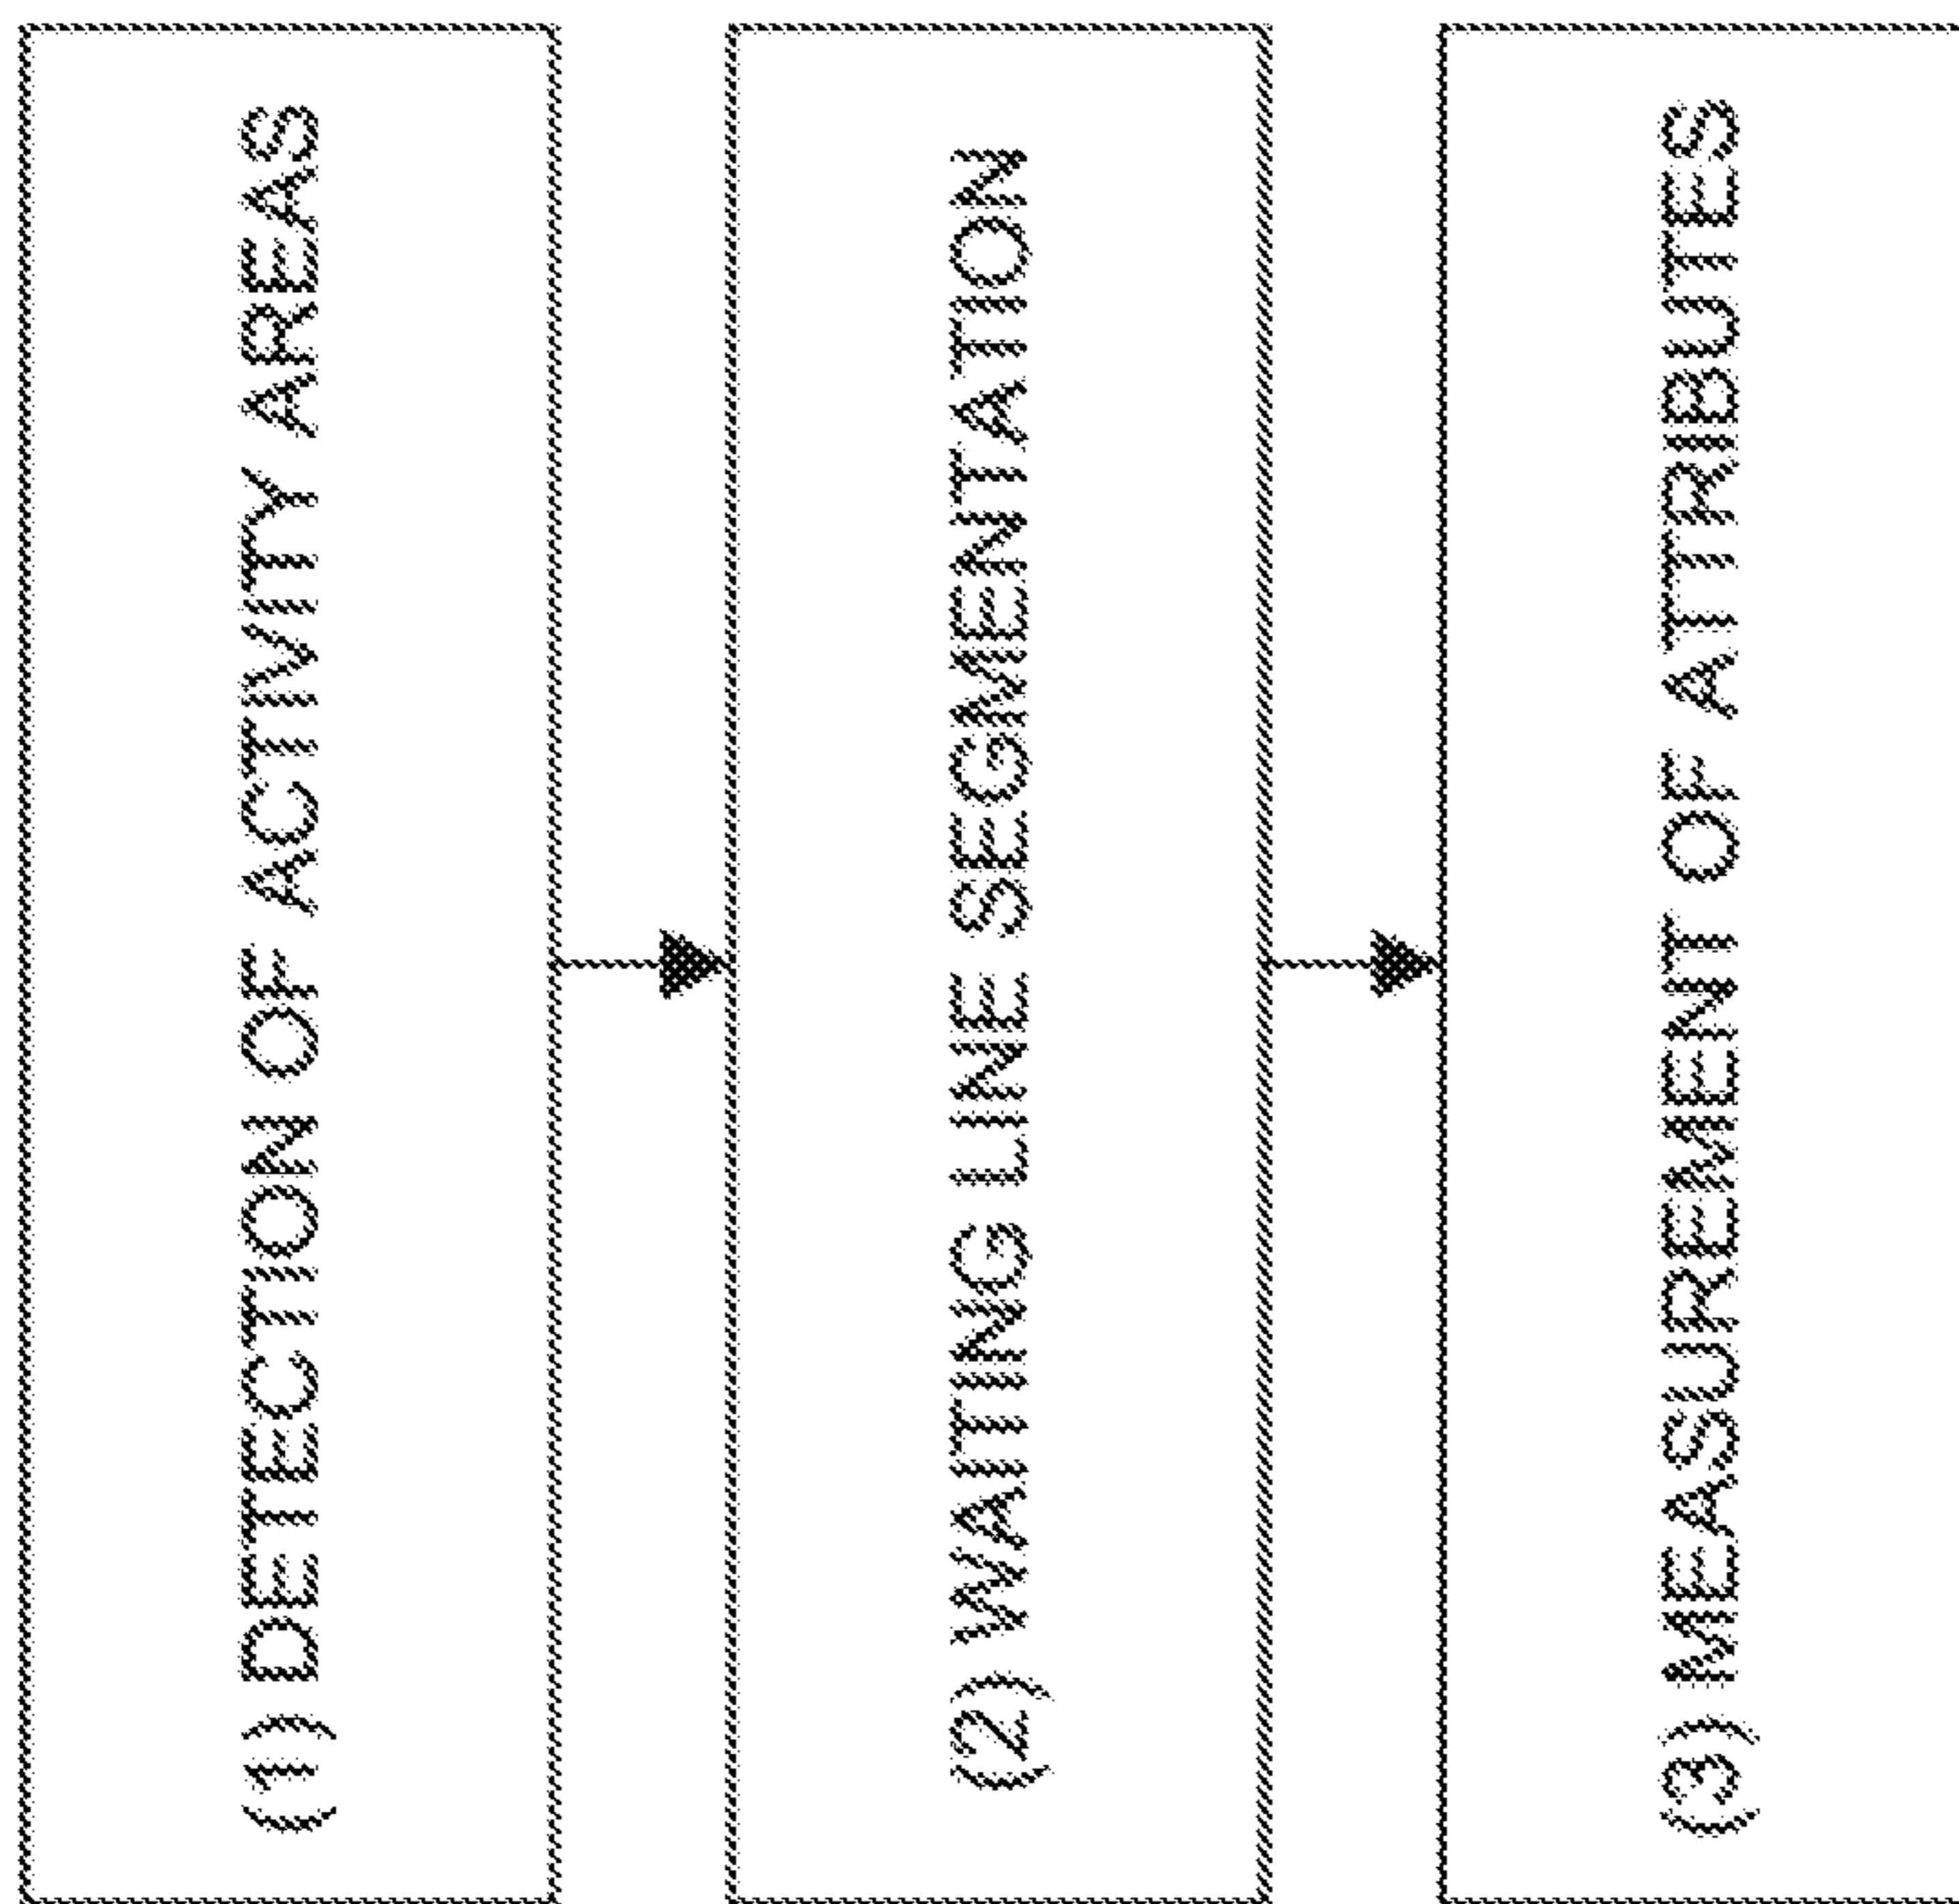 (1) DETECTION OF ACTIVITY AREAS
(2) WAITING LINE SEGMENTATION
(3) MEASUREMENT OF ATTRIBUTES